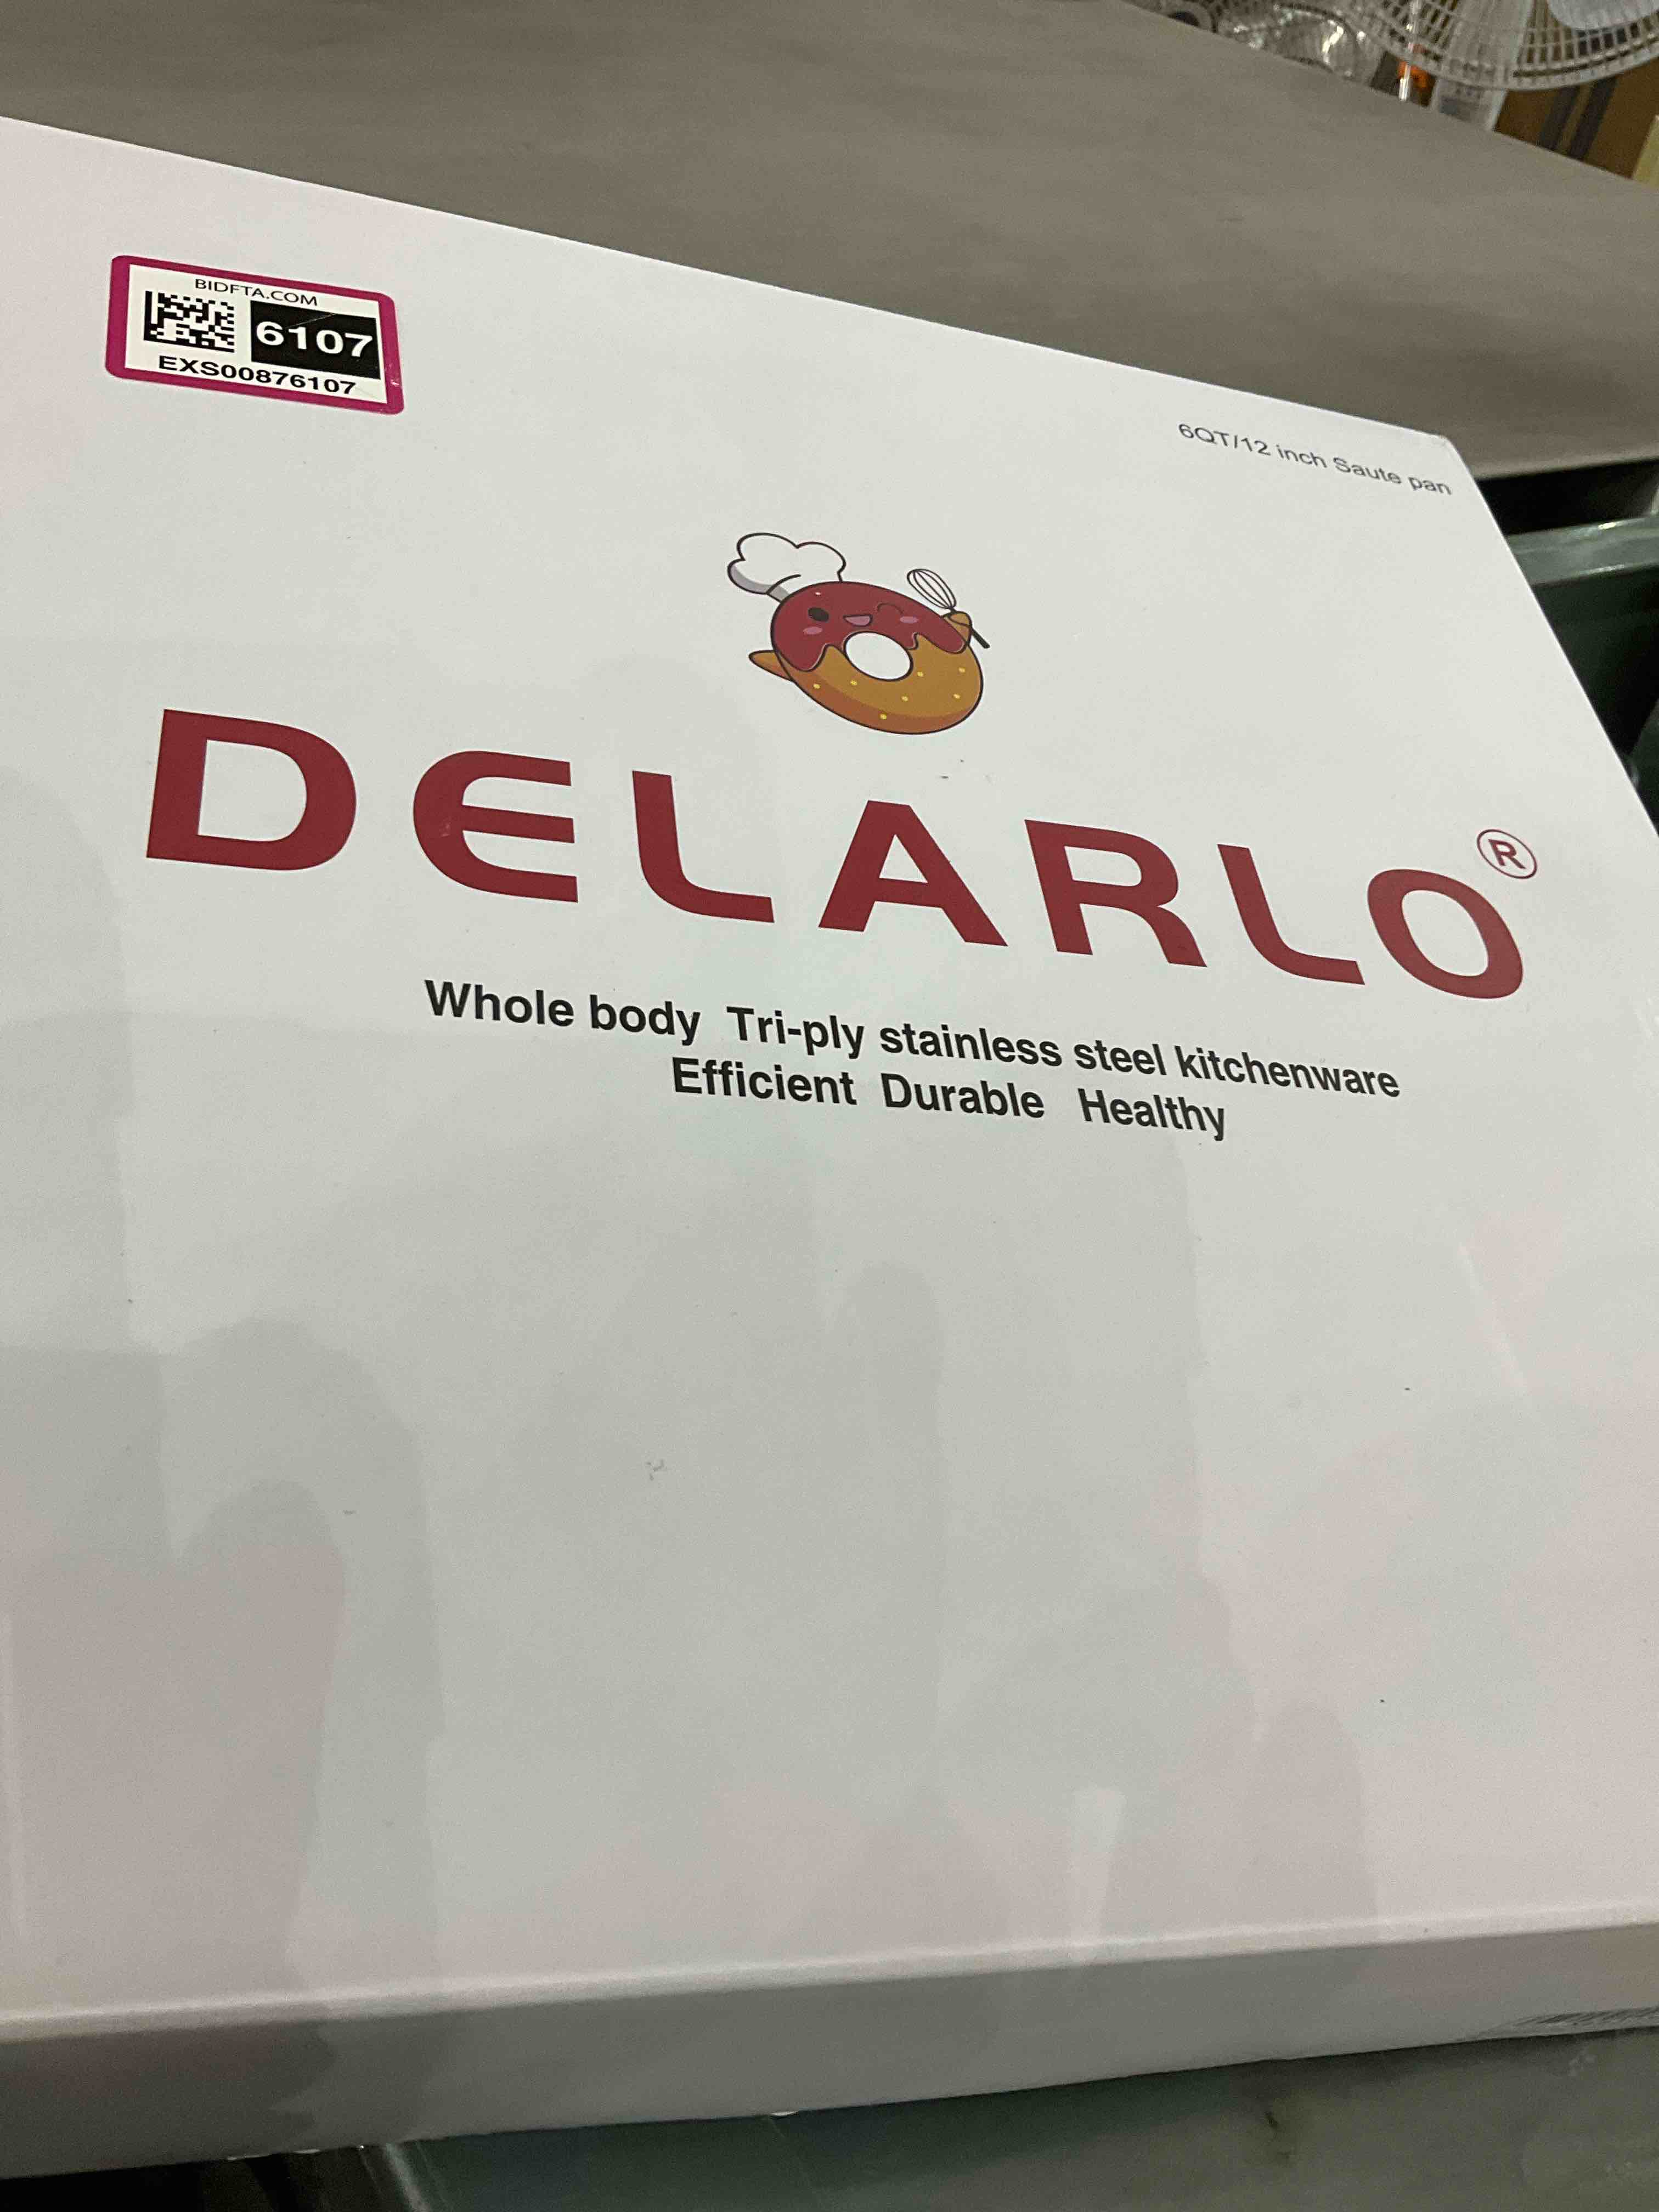 BIDFTA.COM
6107
EXS00876107
6QT/12 inch Saute pan
DELARLO®
Whole body Tri-ply stainless steel kitchenware
Efficient Durable Healthy